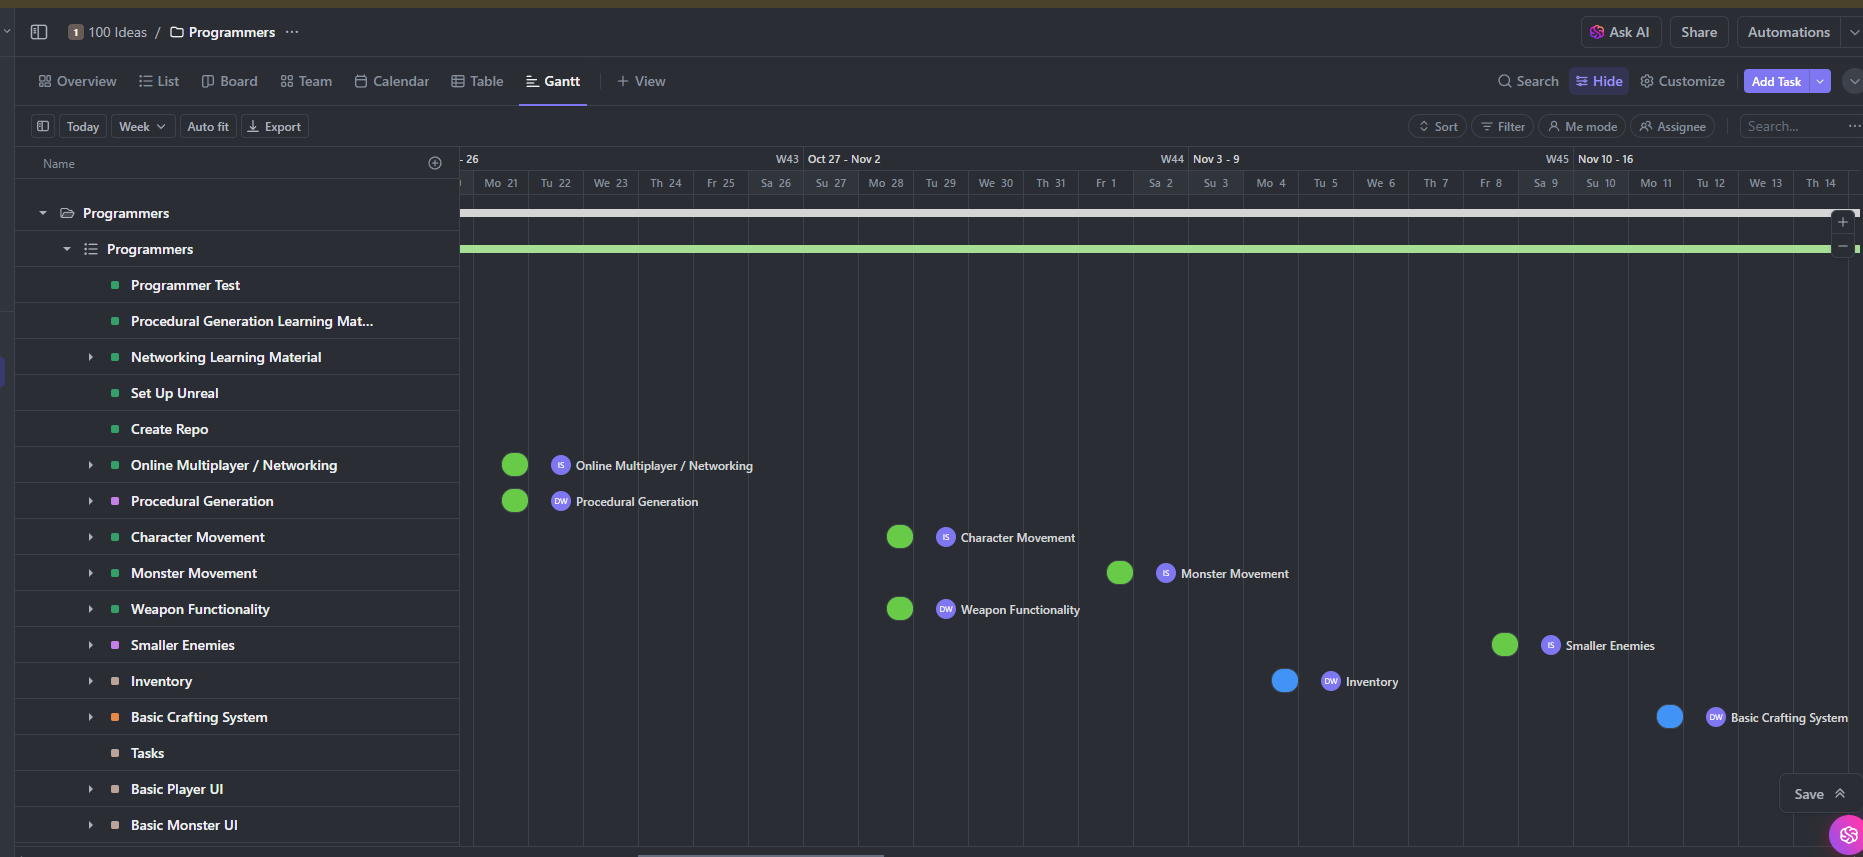 1 100 Ideas / Programmers ...
Ask AI Share Automations
Overview List Board Team Calendar Table Gantt + View
Search Hide Customize Add Task
Today Week Auto fit Export
Sort Filter Me mode Assignee Search... ...
Name
- 26 W43 Oct 27 - Nov 2 W44 Nov 3 - 9 W45 Nov 10 - 16
Mo 21 Tu 22 We 23 Th 24 Fr 25 Sa 26 Su 27 Mo 28 Tu 29 We 30 Th 31 Fr 1 Sa 2 Su 3 Mo 4 Tu 5 We 6 Th 7 Fr 8 Sa 9 Su 10 Mo 11 Tu 12 We 13 Th 14
Programmers
Programmers
Programmer Test
Procedural Generation Learning Mat...
Networking Learning Material
Set Up Unreal
Create Repo
Online Multiplayer / Networking IS Online Multiplayer / Networking
Procedural Generation DW Procedural Generation
Character Movement IS Character Movement
Monster Movement IS Monster Movement
Weapon Functionality DW Weapon Functionality
Smaller Enemies IS Smaller Enemies
Inventory DW Inventory
Basic Crafting System DW Basic Crafting System
Tasks
Basic Player UI
Save
Basic Monster UI